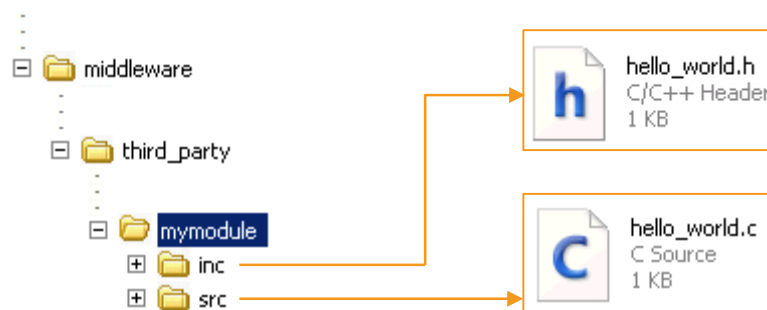 middleware
third_party
mymodule
inc
src
h
hello_world.h
C/C++ Header
1 KB
C
hello_world.c
C Source
1 KB